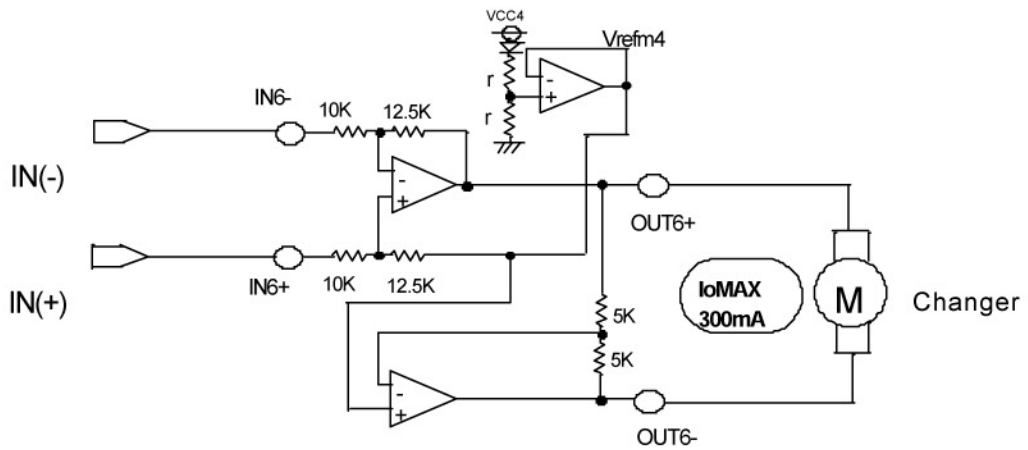 VCC4
Vrefm4
r
r
-
+
IN6-
10K
12.5K
IN(-)
-
+
OUT6+
IN6+
10K
12.5K
IN(+)
IoMAX
300mA
M
Changer
5K
5K
-
+
OUT6-